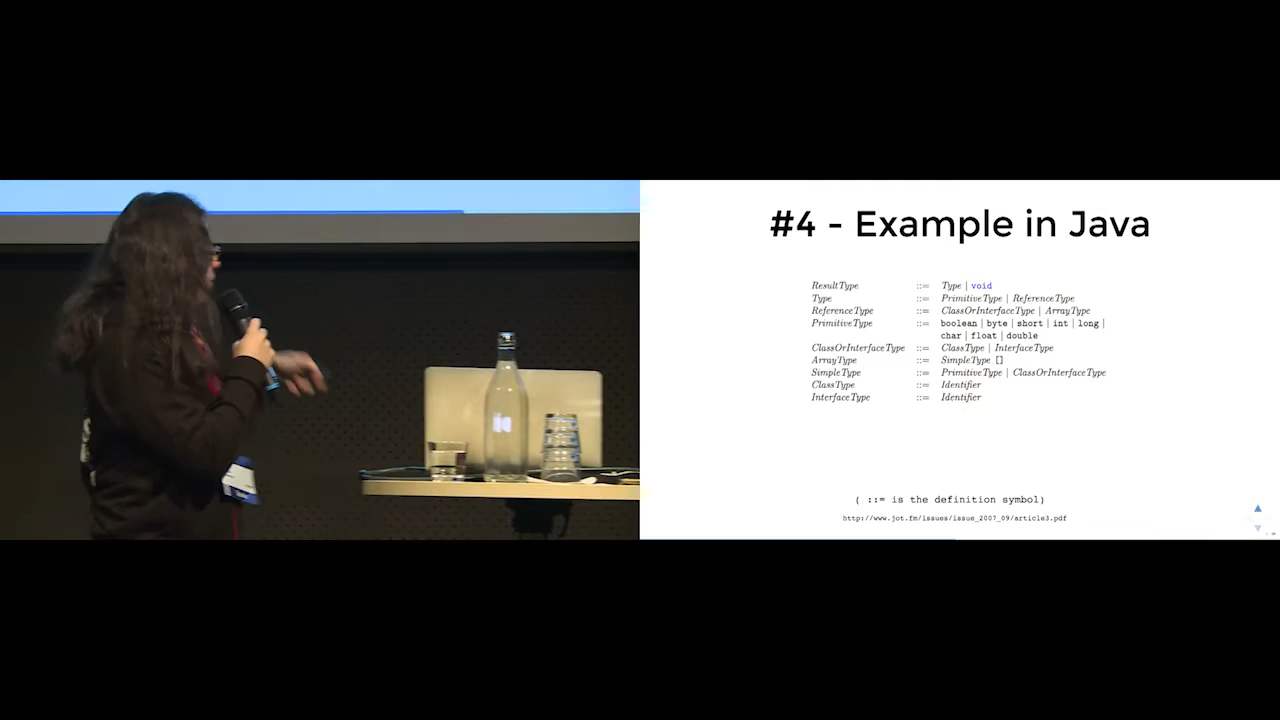 #4 - Example in Java
ResultType ::= Type | void
Type ::= PrimitiveType | ReferenceType
ReferenceType ::= ClassOrInterfaceType | ArrayType
PrimitiveType ::= boolean | byte | short | int | long |
char | float | double
ClassOrInterfaceType ::= ClassType | InterfaceType
ArrayType ::= SimpleType []
SimpleType ::= PrimitiveType | ClassOrInterfaceType
ClassType ::= Identifier
InterfaceType ::= Identifier
( ::= is the definition symbol)
http://www.jot.fm/issues/issue_2007_09/article3.pdf